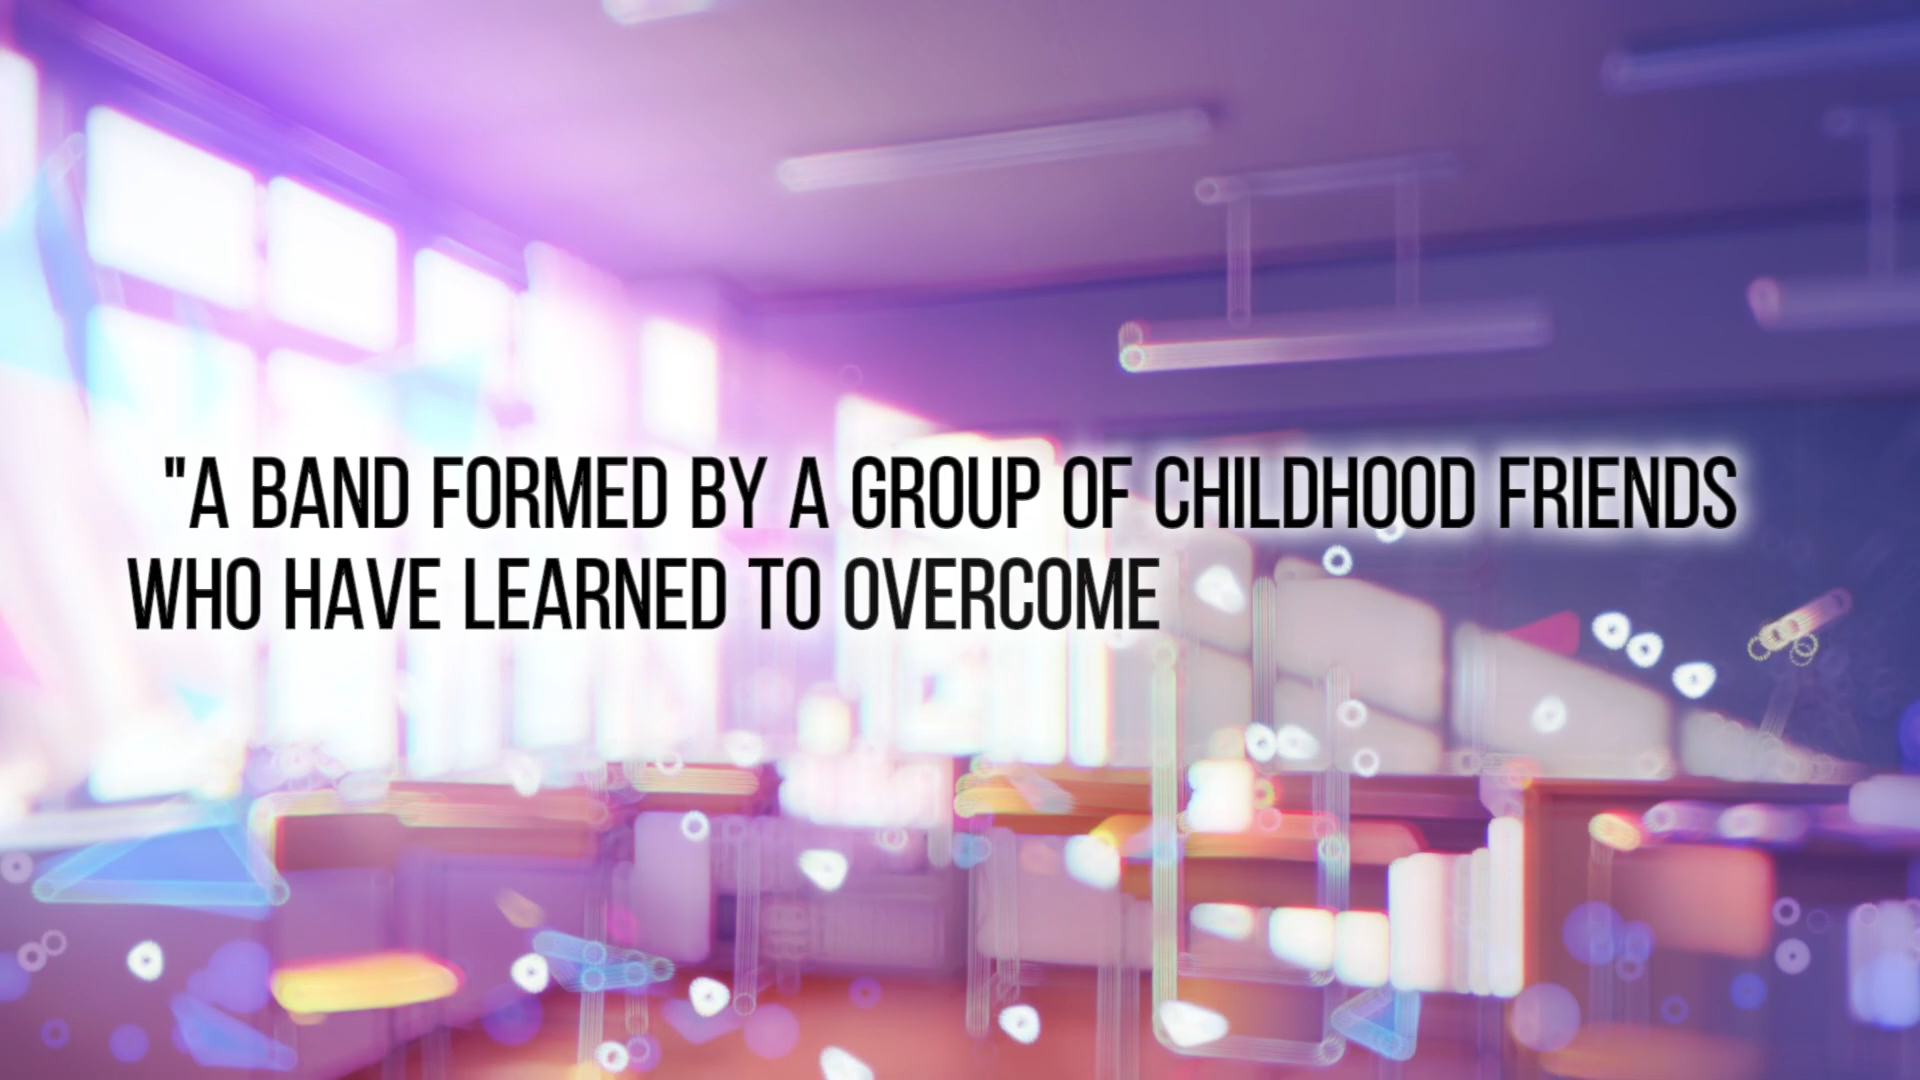 "A BAND FORMED BY A GROUP OF CHILDHOOD FRIENDS
WHO HAVE LEARNED TO OVERCOME